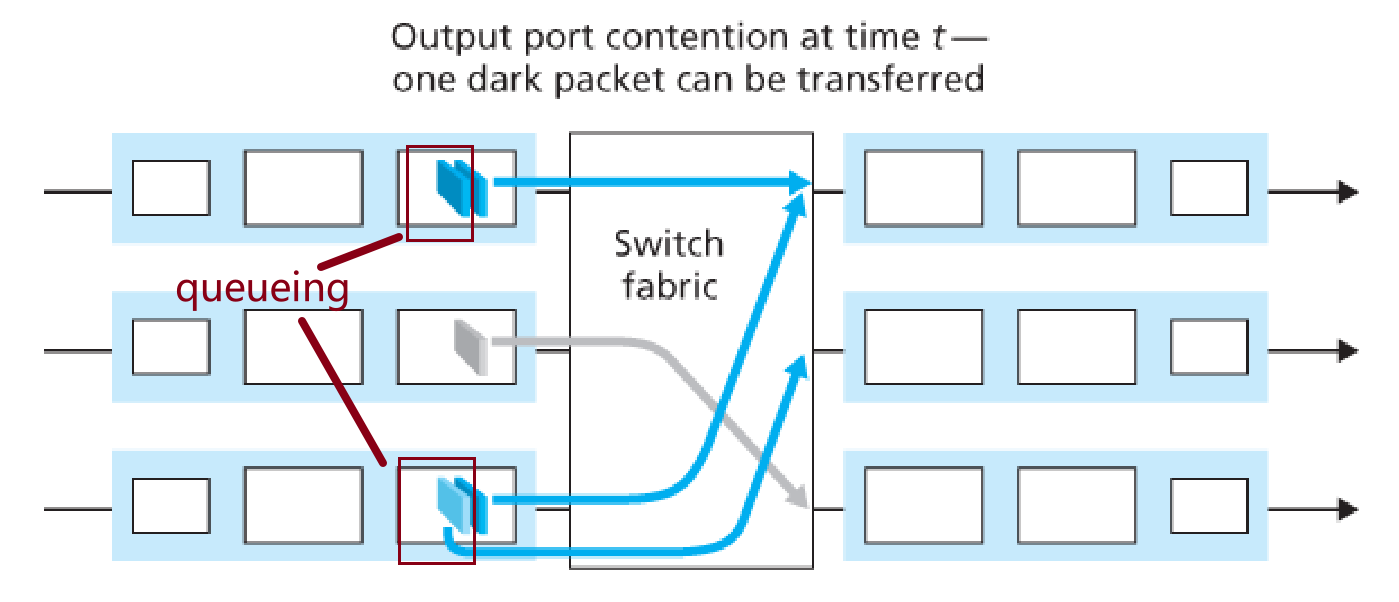 Output port contention at time t—
one dark packet can be transferred
Switch
fabric
queueing